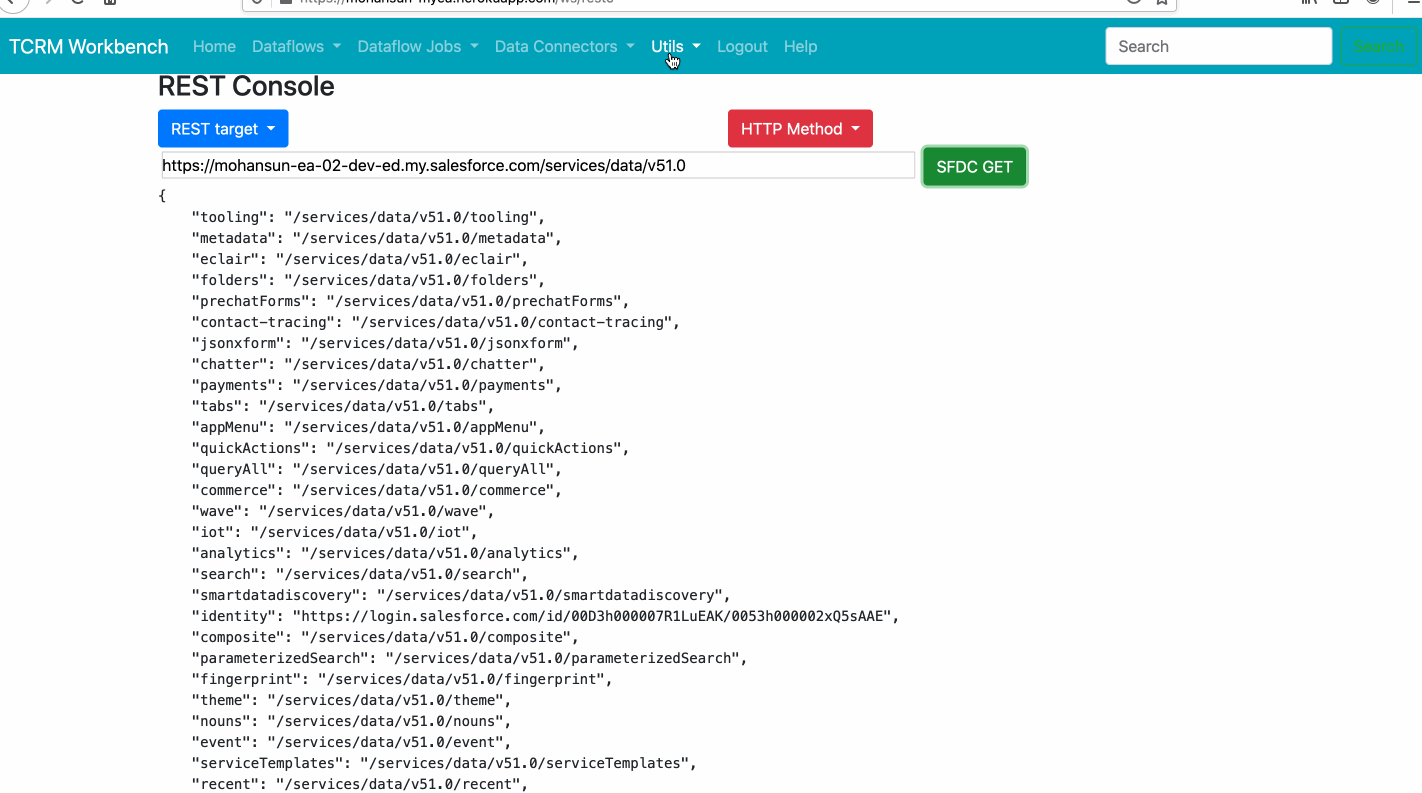 TCRM Workbench Home Dataflows Dataflow Jobs Data Connectors Utils Logout Help Search Search
REST Console
REST target HTTP Method
https://mohansun-ea-02-dev-ed.my.salesforce.com/services/data/v51.0 SFDC GET
{
"tooling": "/services/data/v51.0/tooling",
"metadata": "/services/data/v51.0/metadata",
"eclair": "/services/data/v51.0/eclair",
"folders": "/services/data/v51.0/folders",
"prechatForms": "/services/data/v51.0/prechatForms",
"contact-tracing": "/services/data/v51.0/contact-tracing",
"jsonxform": "/services/data/v51.0/jsonxform",
"chatter": "/services/data/v51.0/chatter",
"payments": "/services/data/v51.0/payments",
"tabs": "/services/data/v51.0/tabs",
"appMenu": "/services/data/v51.0/appMenu",
"quickActions": "/services/data/v51.0/quickActions",
"queryAll": "/services/data/v51.0/queryAll",
"commerce": "/services/data/v51.0/commerce",
"wave": "/services/data/v51.0/wave",
"iot": "/services/data/v51.0/iot",
"analytics": "/services/data/v51.0/analytics",
"search": "/services/data/v51.0/search",
"smartdatadiscovery": "/services/data/v51.0/smartdatadiscovery",
"identity": "https://login.salesforce.com/id/00D3h000007R1LuEAK/0053h000002xQ5sAAE",
"composite": "/services/data/v51.0/composite",
"parameterizedSearch": "/services/data/v51.0/parameterizedSearch",
"fingerprint": "/services/data/v51.0/fingerprint",
"theme": "/services/data/v51.0/theme",
"nouns": "/services/data/v51.0/nouns",
"event": "/services/data/v51.0/event",
"serviceTemplates": "/services/data/v51.0/serviceTemplates",
"recent": "/services/data/v51.0/recent",